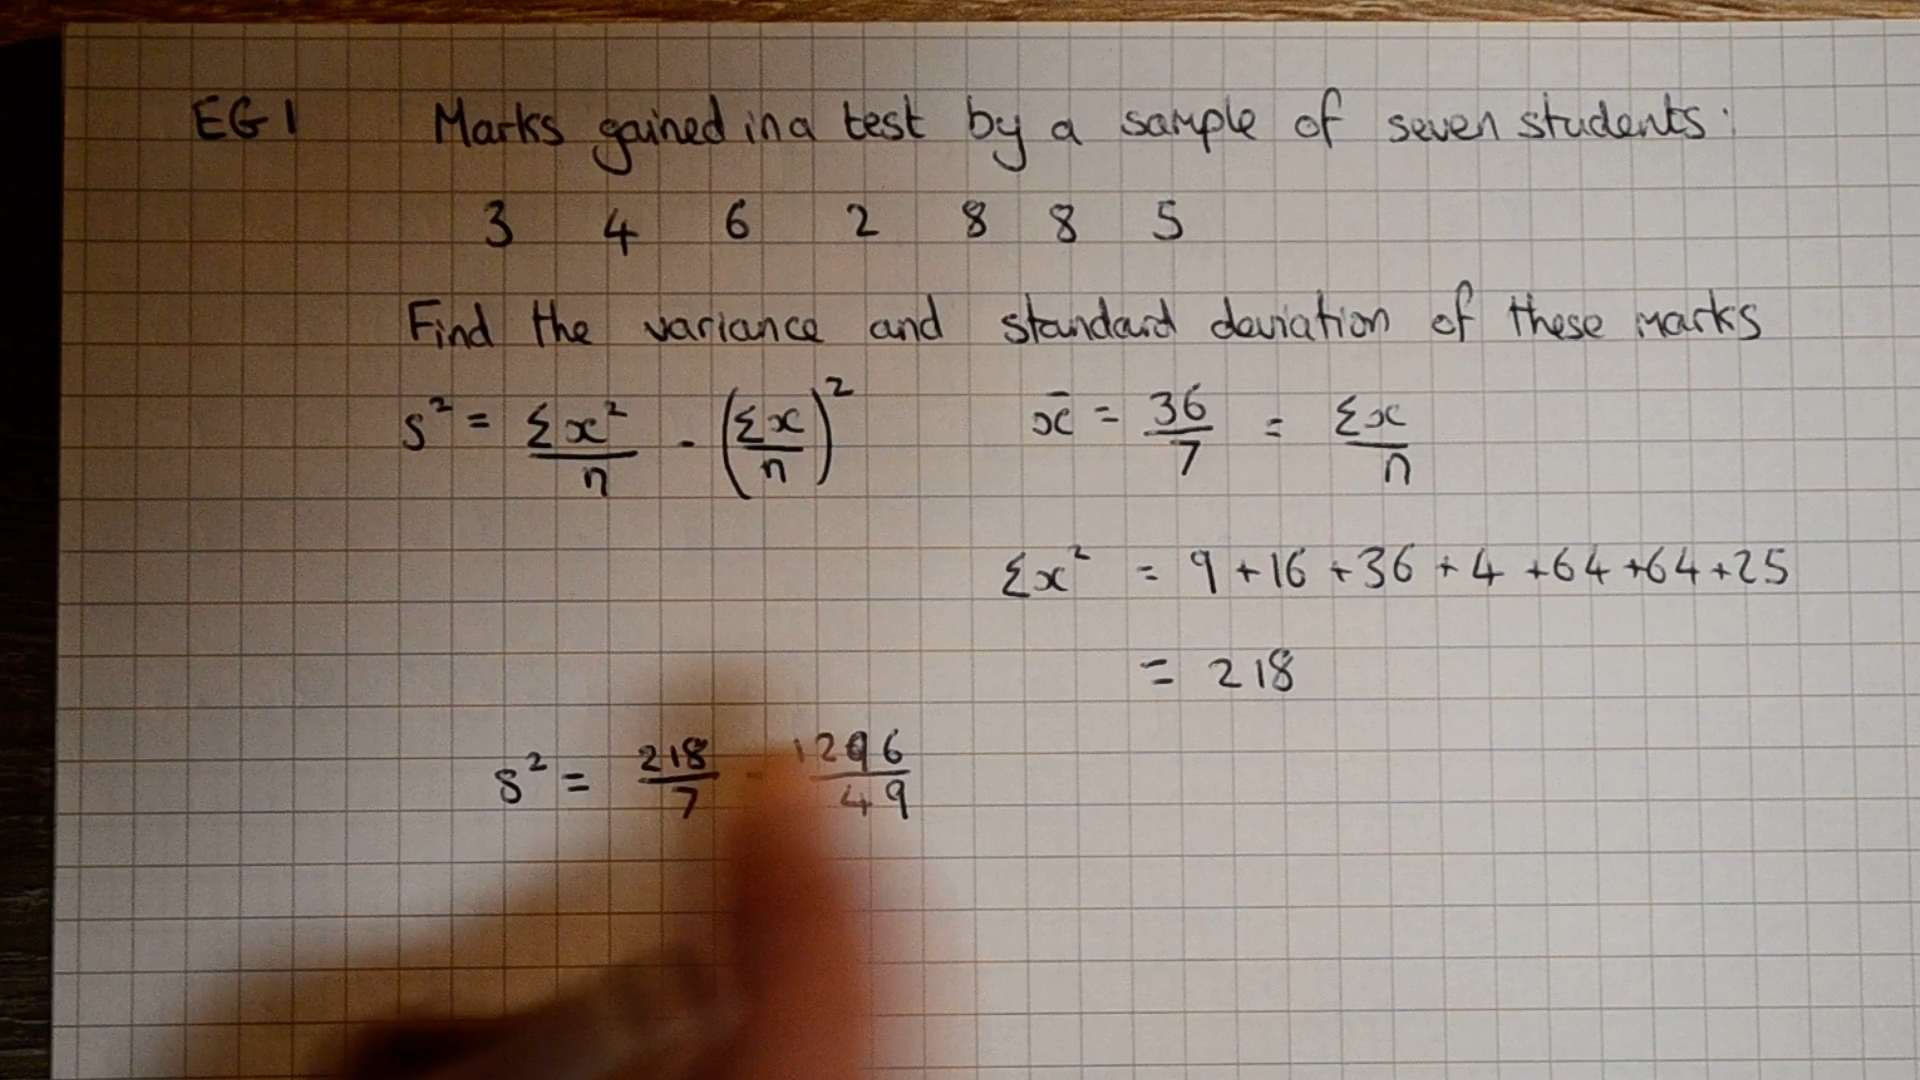 EG 1 Marks gained in a test by a sample of seven students:
3 4 6 2 8 8 5
Find the variance and standard deviation of these marks
s² = Σx²/n - (Σx/n)² x̄ = 36/7 = Σx/n
Σx² = 9 + 16 + 36 + 4 + 64 + 64 + 25
= 218
s² = 218/7 - 1296/49